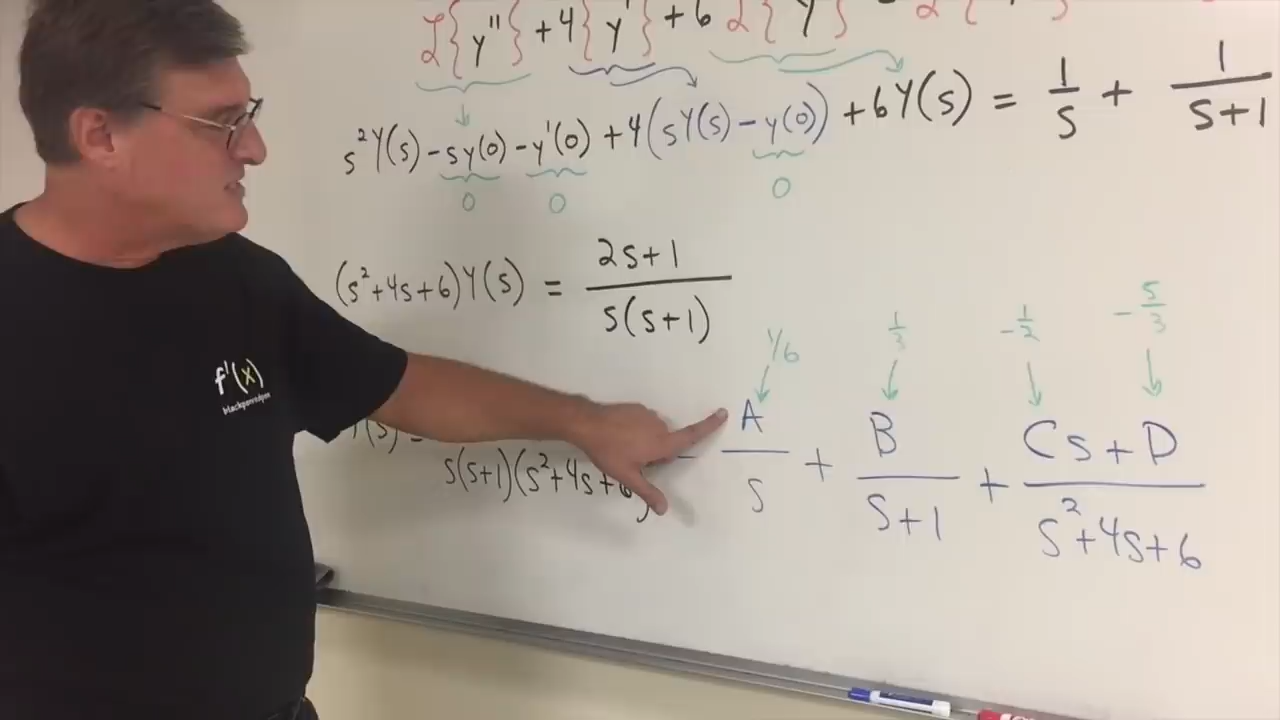 ℒ{y''} + 4{y'} + 6ℒ{y}
s²Y(s) - sy(0) - y'(0) + 4(sY(s) - y(0)) + 6Y(s) = 1/s + 1/(s+1)
0 0 0
(s²+4s+6)Y(s) = (2s+1)/(s(s+1))
1/6 1/3 -1/2 -5/3
s(s+1)(s²+4s+6) A/s + B/(s+1) + (Cs+D)/(s²+4s+6)
f'(x)
blackpenredpen